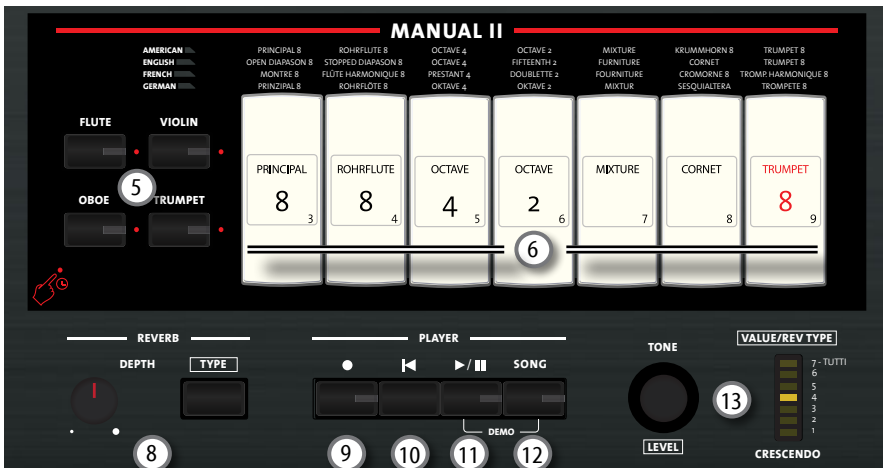 MANUAL II
AMERICAN PRINCIPAL 8 ROHRFLUTE 8 OCTAVE 4 OCTAVE 2 MIXTURE KRUMMHORN 8 TRUMPET 8
ENGLISH OPEN DIAPASON 8 STOPPED DIAPASON 8 OCTAVE 4 FIFTEENTH 2 FURNITURE CORNET TRUMPET 8
FRENCH MONTRE 8 FLÛTE HARMONIQUE 8 PRESTANT 4 DOUBLETTE 2 FOURNITURE CROMORNE 8 TROMP. HARMONIQUE 8
GERMAN PRINZIPAL 8 ROHRFLÖTE 8 OKTAVE 4 OKTAVE 2 MIXTUR SESQUIALTERA TROMPETE 8
FLUTE VIOLIN
5
OBOE TRUMPET
PRINCIPAL ROHRFLUTE OCTAVE OCTAVE MIXTURE CORNET TRUMPET
8 8 4 2 8
3 4 5 6 7 8 9
6
REVERB PLAYER
DEPTH TYPE SONG TONE VALUE/REV TYPE
7 - TUTTI
6
5
4
3
2
1
DEMO
LEVEL
13
CRESCENDO
8 9 10 11 12